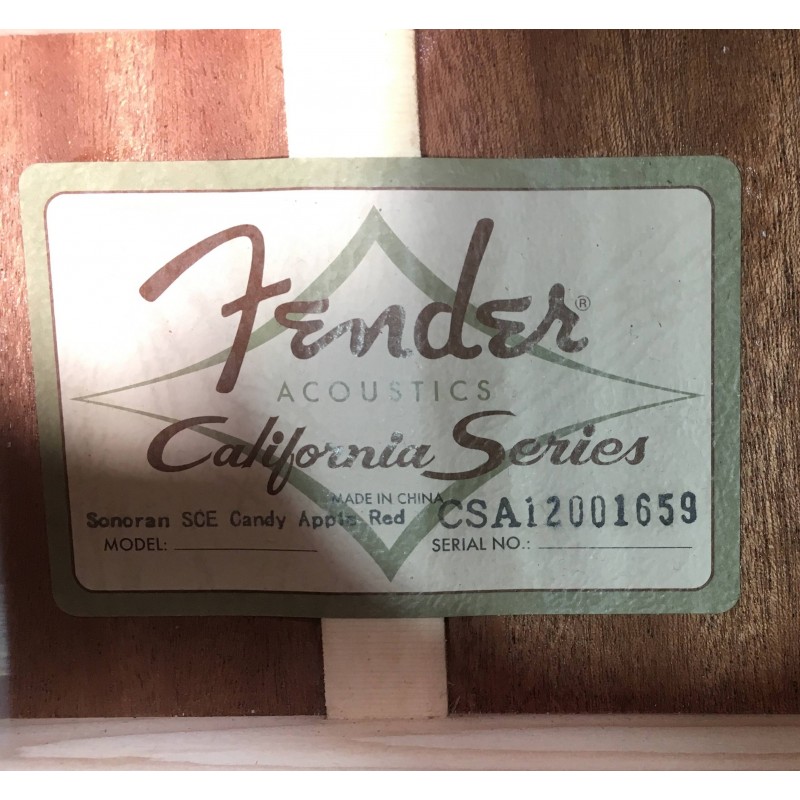 Fender®
ACOUSTICS
California Series
MADE IN CHINA
Sonoran SCE Candy Apple Red CSA12001659
MODEL: SERIAL NO.: